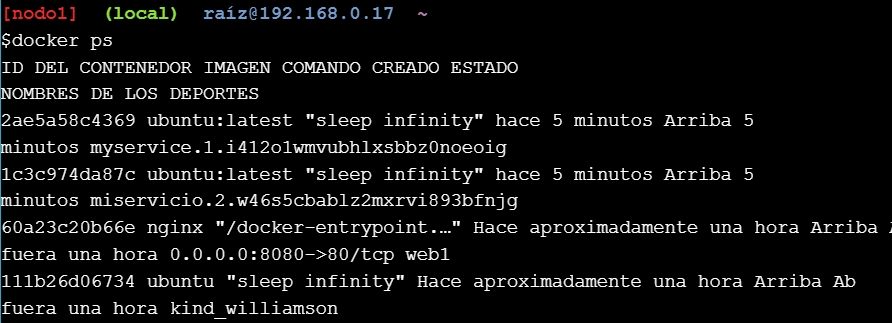 [nodo1] (local) raíz@192.168.0.17 ~
$docker ps
ID DEL CONTENEDOR IMAGEN COMANDO CREADO ESTADO
NOMBRES DE LOS DEPORTES
2ae5a58c4369 ubuntu:latest "sleep infinity" hace 5 minutos Arriba 5
minutos myservice.1.i412o1wmvubhlxsbbz0noeoig
1c3c974da87c ubuntu:latest "sleep infinity" hace 5 minutos Arriba 5
minutos miservicio.2.w46s5cbablz2mxrvi893bfnjg
60a23c20b66e nginx "/docker-entrypoint.…" Hace aproximadamente una hora Arriba A
fuera una hora 0.0.0.0:8080->80/tcp web1
111b26d06734 ubuntu "sleep infinity" Hace aproximadamente una hora Arriba Ab
fuera una hora kind_williamson